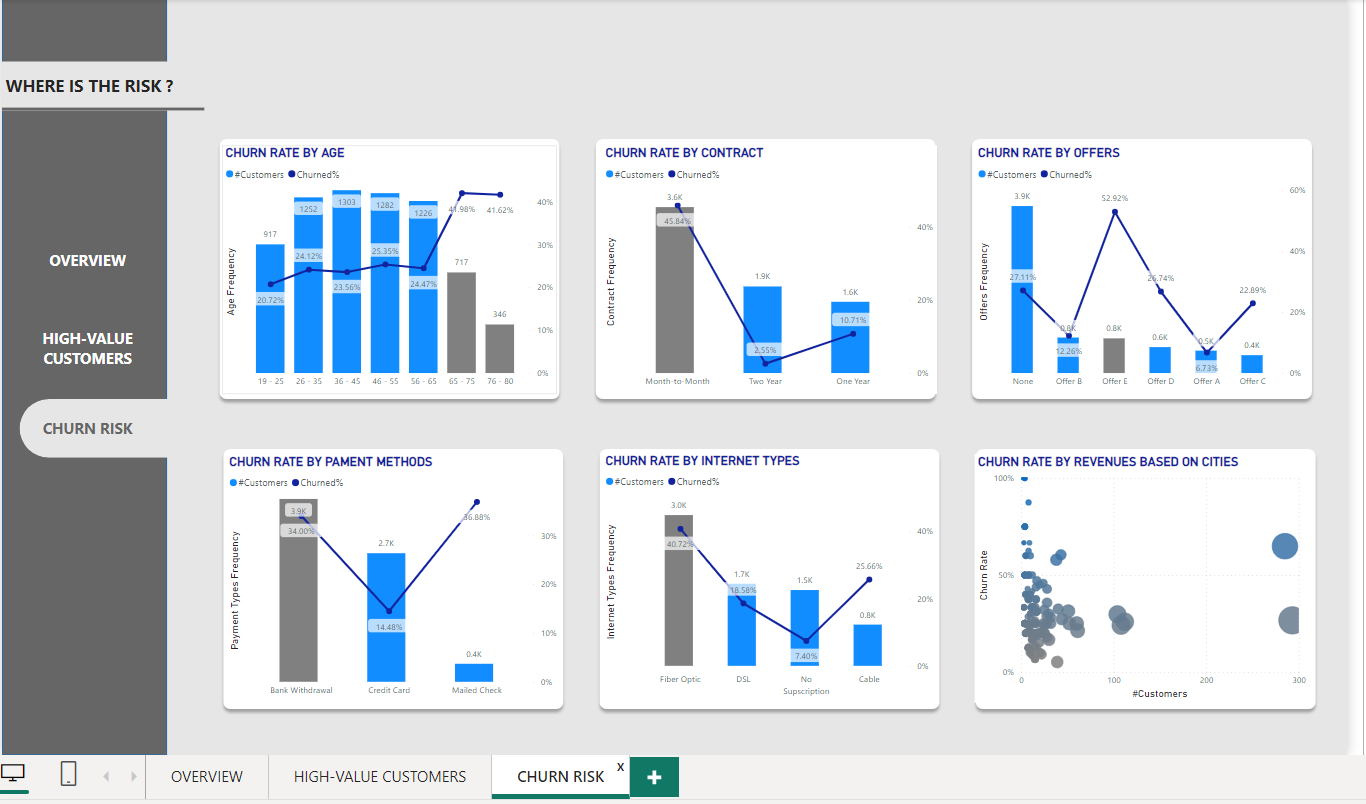 WHERE IS THE RISK ?
OVERVIEW
HIGH-VALUE
CUSTOMERS
CHURN RISK
CHURN RATE BY AGE
#Customers Churned%
Age Frequency
917
1252
1303
1282
1226
717
346
20.72%
24.12%
23.56%
25.35%
24.47%
41.98%
41.62%
40%
30%
20%
10%
0%
19 - 25 26 - 35 36 - 45 46 - 55 56 - 65 65 - 75 76 - 80
CHURN RATE BY CONTRACT
#Customers Churned%
Contract Frequency
3.6K
1.9K
1.6K
45.84%
2.55%
10.71%
40%
20%
0%
Month-to-Month Two Year One Year
CHURN RATE BY OFFERS
#Customers Churned%
Offers Frequency
3.9K
0.8K
0.8K
0.6K
0.5K
0.4K
27.11%
12.26%
52.92%
26.74%
6.73%
22.89%
60%
40%
20%
0%
None Offer B Offer E Offer D Offer A Offer C
CHURN RATE BY PAMENT METHODS
#Customers Churned%
Payment Types Frequency
3.9K
2.7K
0.4K
34.00%
14.48%
36.88%
30%
20%
10%
0%
Bank Withdrawal Credit Card Mailed Check
CHURN RATE BY INTERNET TYPES
#Customers Churned%
Internet Types Frequency
3.0K
1.7K
1.5K
0.8K
40.72%
18.58%
7.40%
25.66%
40%
20%
0%
Fiber Optic DSL No Cable
Supscription
CHURN RATE BY REVENUES BASED ON CITIES
Churn Rate
100%
50%
0%
0 100 200 300
#Customers
OVERVIEW HIGH-VALUE CUSTOMERS CHURN RISK x +